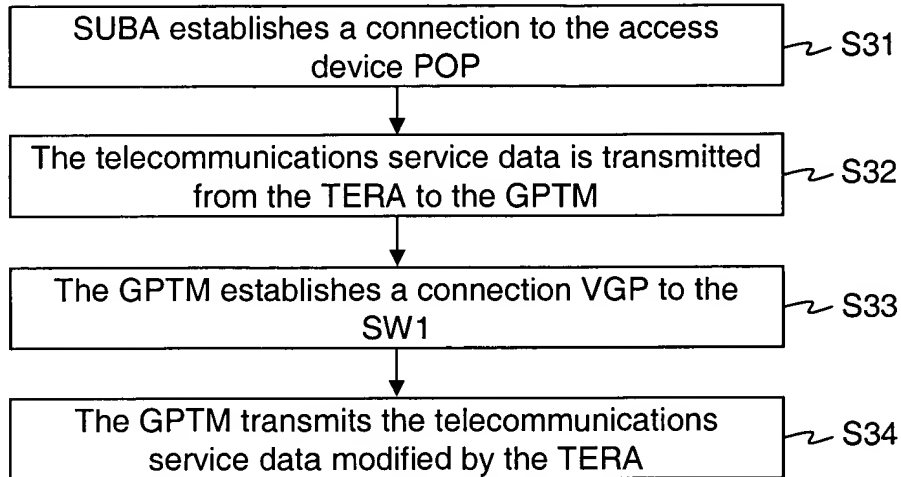 SUBA establishes a connection to the access
device POP
S31
The telecommunications service data is transmitted
from the TERA to the GPTM
S32
The GPTM establishes a connection VGP to the
SW1
S33
The GPTM transmits the telecommunications
service data modified by the TERA
S34